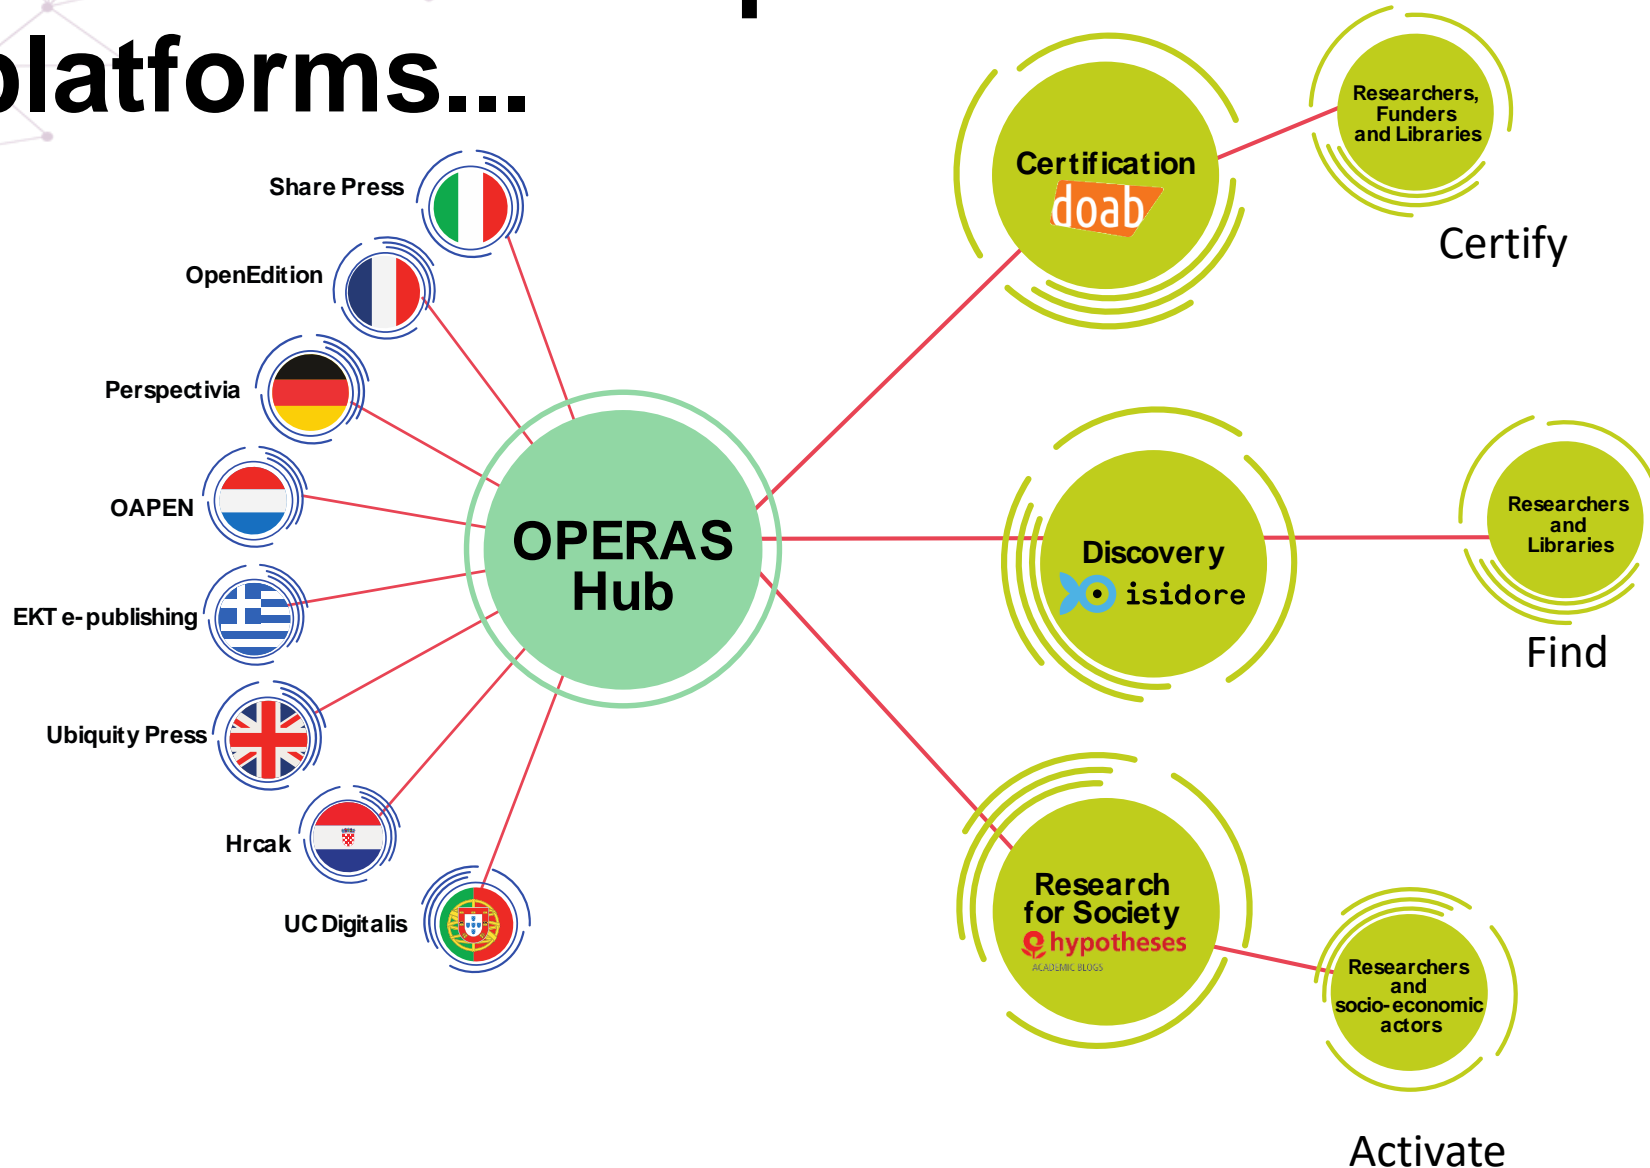 platforms...
Share Press
OpenEdition
Perspectivia
OAPEN
EKT e-publishing
Ubiquity Press
Hrcak
UC Digitalis
OPERAS
Hub
Certification
doab
Researchers,
Funders
and Libraries
Certify
Discovery
isidore
Researchers
and
Libraries
Find
Research
for Society
hypotheses
ACADEMIC BLOGS
Researchers
and
socio-economic
actors
Activate